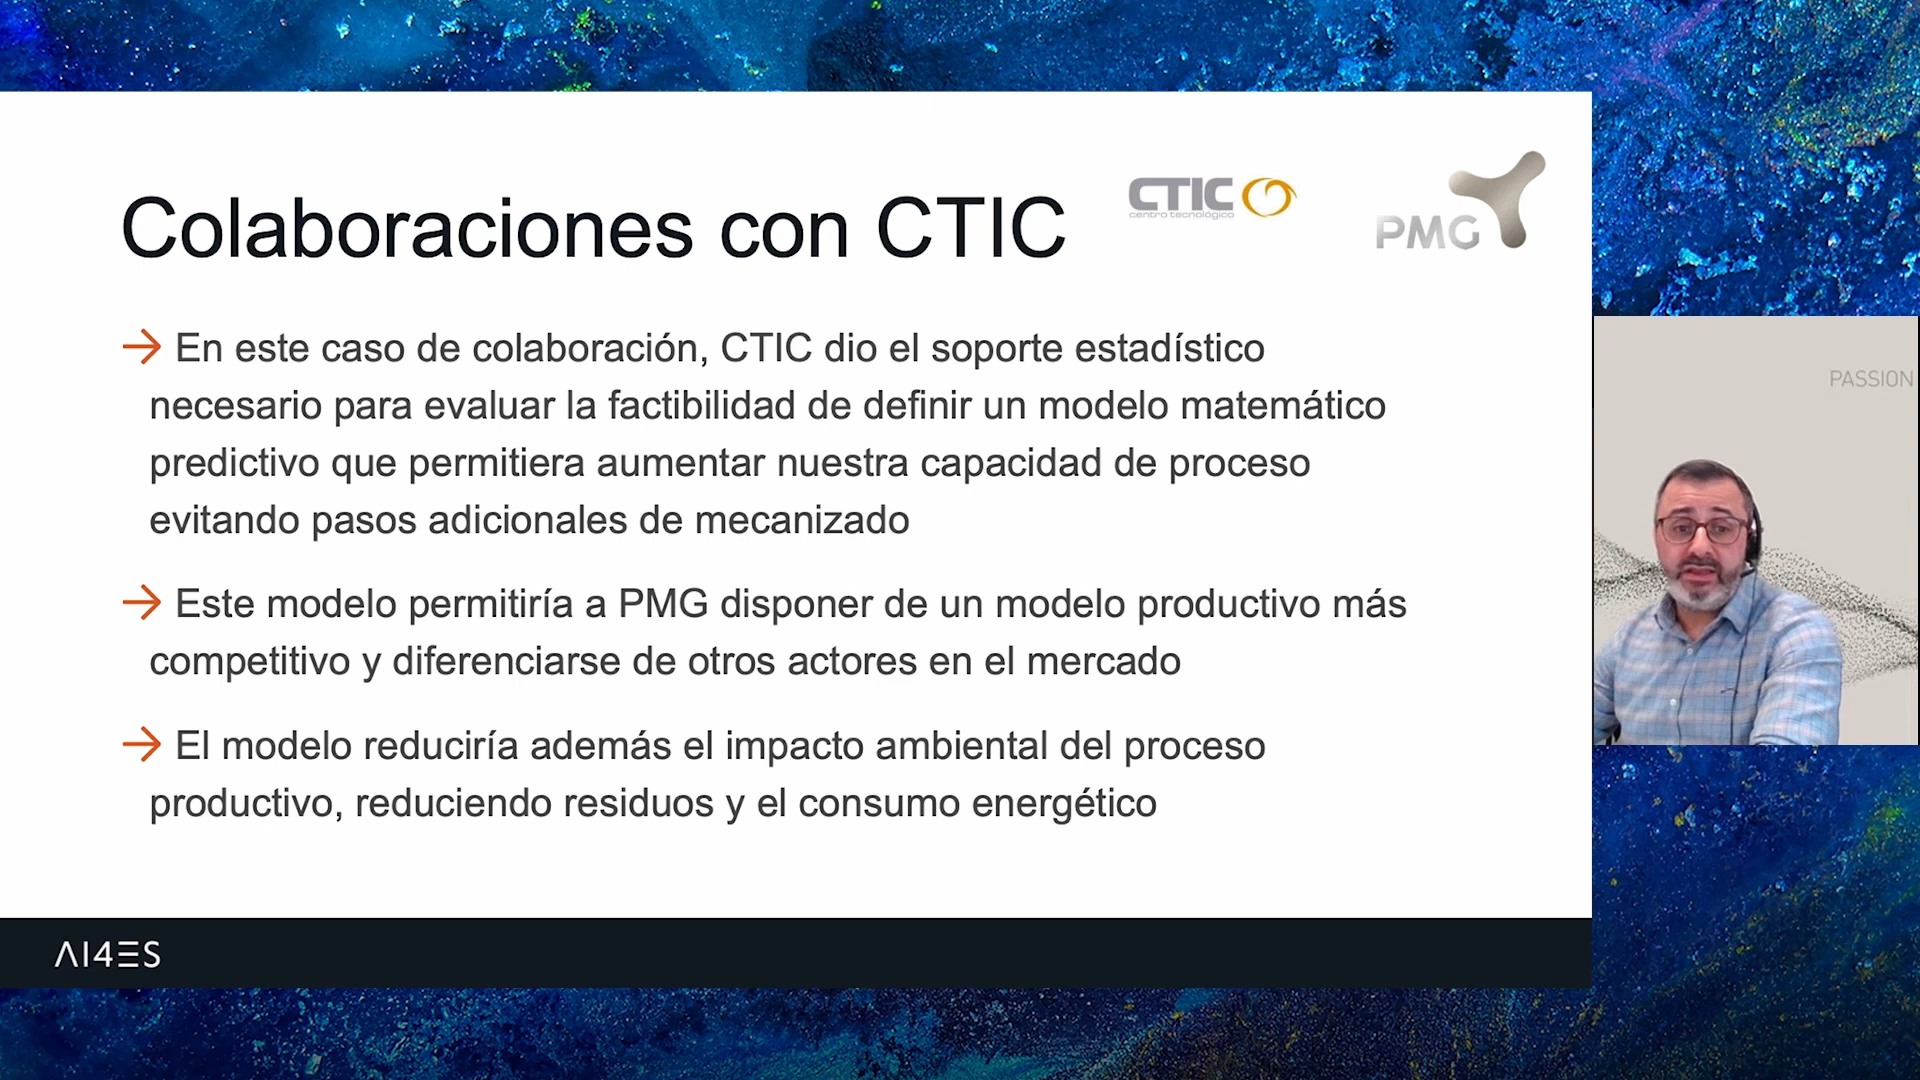 Colaboraciones con CTIC
CTIC
centro tecnológico
PMG
→ En este caso de colaboración, CTIC dio el soporte estadístico
necesario para evaluar la factibilidad de definir un modelo matemático
predictivo que permitiera aumentar nuestra capacidad de proceso
evitando pasos adicionales de mecanizado
→ Este modelo permitiría a PMG disponer de un modelo productivo más
competitivo y diferenciarse de otros actores en el mercado
→ El modelo reduciría además el impacto ambiental del proceso
productivo, reduciendo residuos y el consumo energético
PASSION
AI4ES